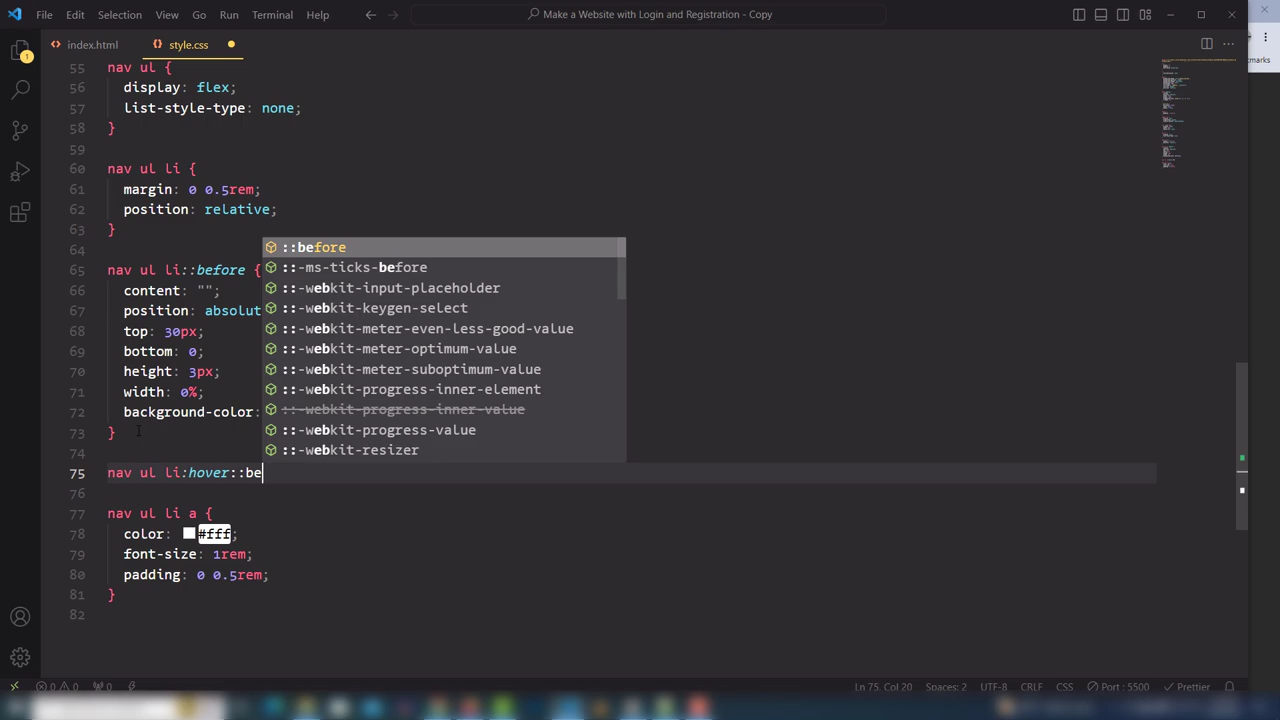 File Edit Selection View Go Run Terminal Help
Make a Website with Login and Registration - Copy
index.html style.css
cmarks
1
55 nav ul {
56 display: flex;
57 list-style-type: none;
58 }
59
60 nav ul li {
61 margin: 0 0.5rem;
62 position: relative;
63 }
64
65 nav ul li::before {
66 content: "";
67 position: absolut
68 top: 30px;
69 bottom: 0;
70 height: 3px;
71 width: 0%;
72 background-color:
73 }
74
75 nav ul li:hover::be
76
77 nav ul li a {
78 color: #fff;
79 font-size: 1rem;
80 padding: 0 0.5rem;
81 }
82
::before
::-ms-ticks-before
::-webkit-input-placeholder
::-webkit-keygen-select
::-webkit-meter-even-less-good-value
::-webkit-meter-optimum-value
::-webkit-meter-suboptimum-value
::-webkit-progress-inner-element
::-webkit-progress-inner-value
::-webkit-progress-value
::-webkit-resizer
0 0 0 Ln 75, Col 20 Spaces: 2 UTF-8 CRLF CSS Port : 5500 Prettier